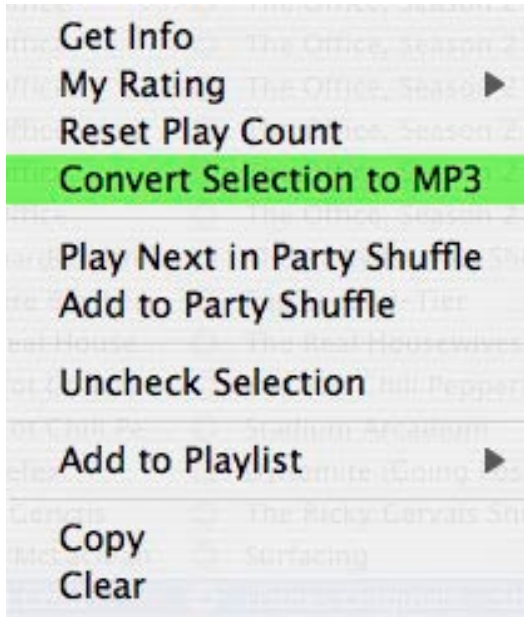 Get Info
My Rating
Reset Play Count
Convert Selection to MP3
Play Next in Party Shuffle
Add to Party Shuffle
Uncheck Selection
Add to Playlist
Copy
Clear